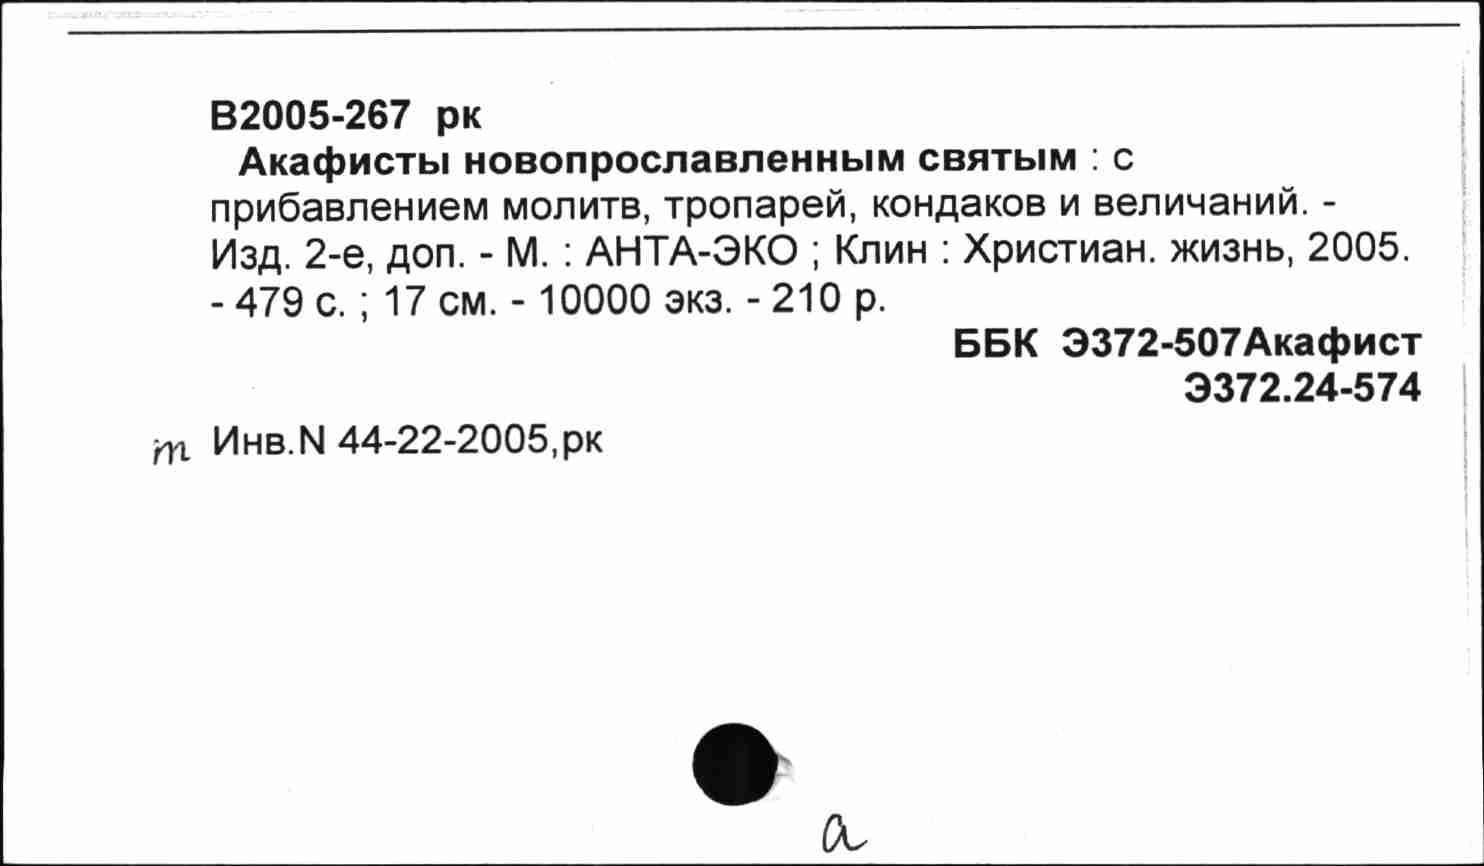 В2005-267 рк
Акафисты новопрославленным святым : с
прибавлением молитв, тропарей, кондаков и величаний. -
Изд. 2-е, доп. - М. : АНТА-ЭКО ; Клин : Христиан. жизнь, 2005.
- 479 с. ; 17 см. - 10000 экз. - 210 р.
ББК Э372-507Акафист
Э372.24-574
т Инв.N 44-22-2005,рк
а